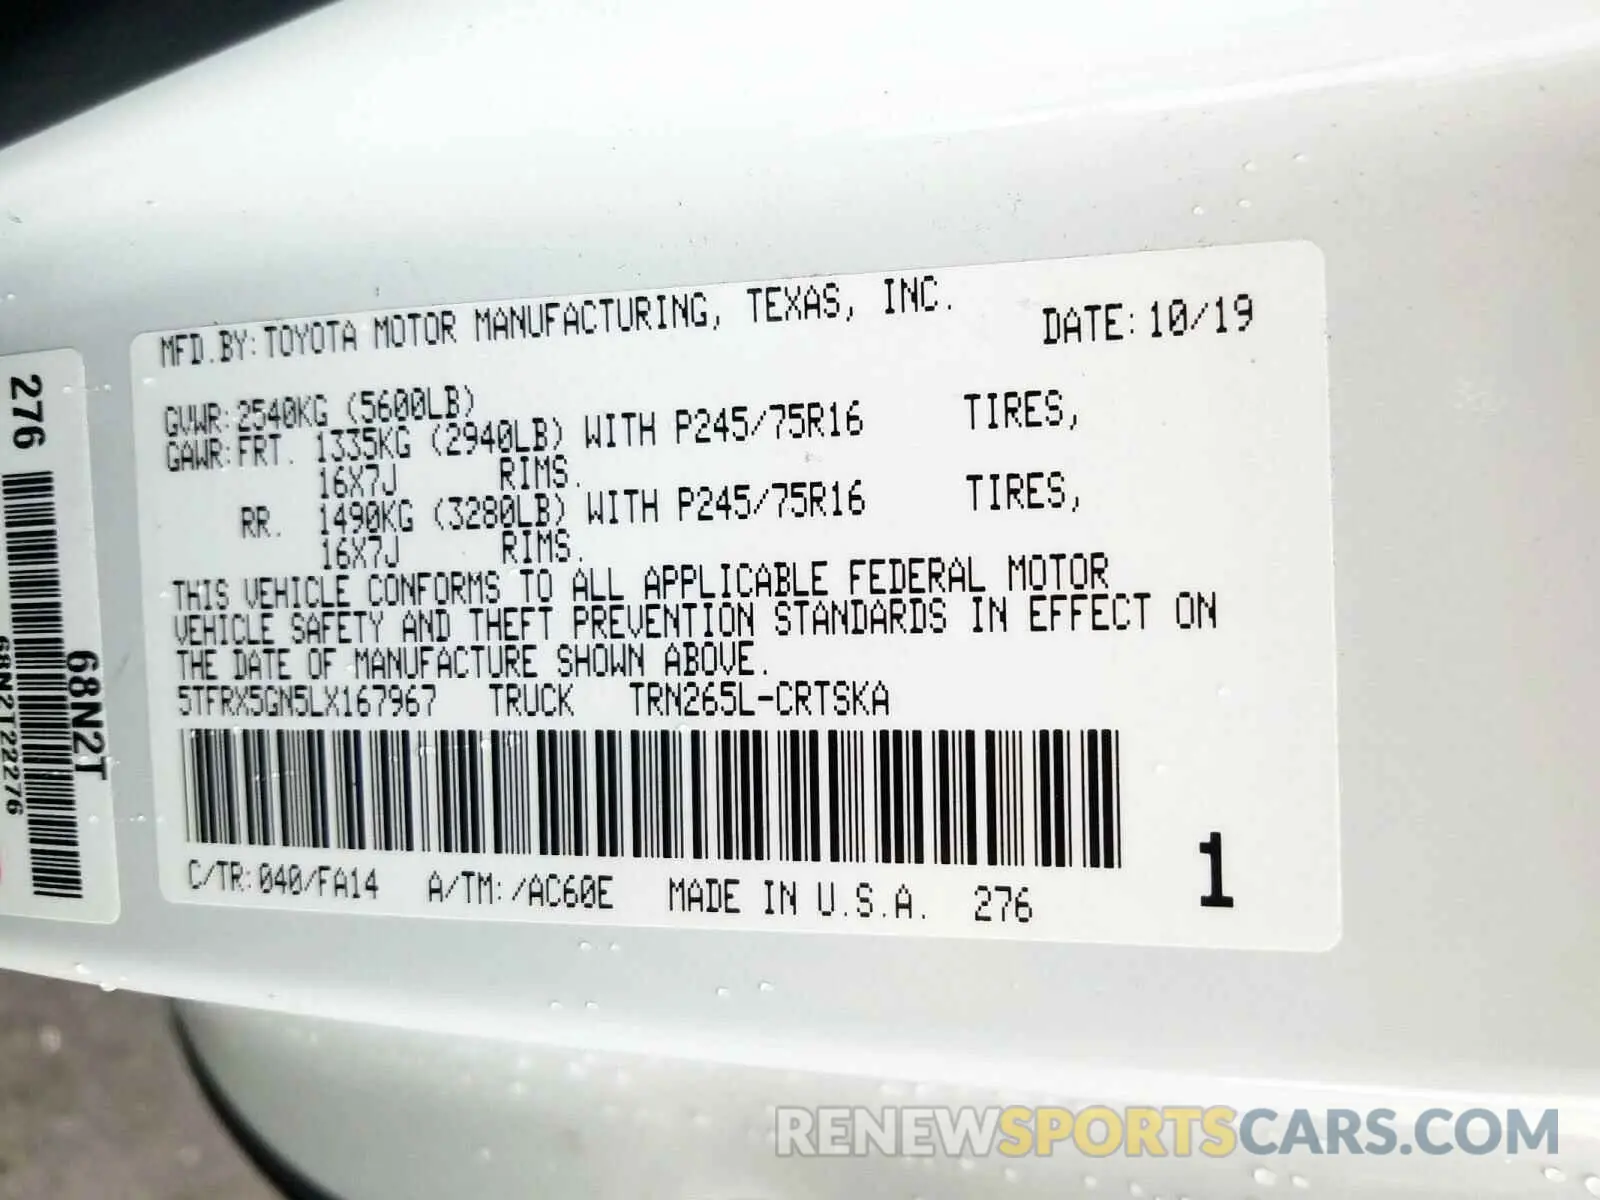 MFD.BY:TOYOTA MOTOR MANUFACTURING, TEXAS, INC. DATE:10/19
GVWR:2540KG (5600LB)
GAWR:FRT. 1335KG (2940LB) WITH P245/75R16 TIRES,
16X7J RIMS.
RR. 1490KG (3280LB) WITH P245/75R16 TIRES,
16X7J RIMS.
THIS VEHICLE CONFORMS TO ALL APPLICABLE FEDERAL MOTOR
VEHICLE SAFETY AND THEFT PREVENTION STANDARDS IN EFFECT ON
THE DATE OF MANUFACTURE SHOWN ABOVE.
5TFRX5GN5LX167967 TRUCK TRN265L-CRTSKA
C/TR:040/FA14 A/TM:/AC60E MADE IN U.S.A. 276
1
276
68N2T
68N2T22276
RENEWSPORTSCARS.COM